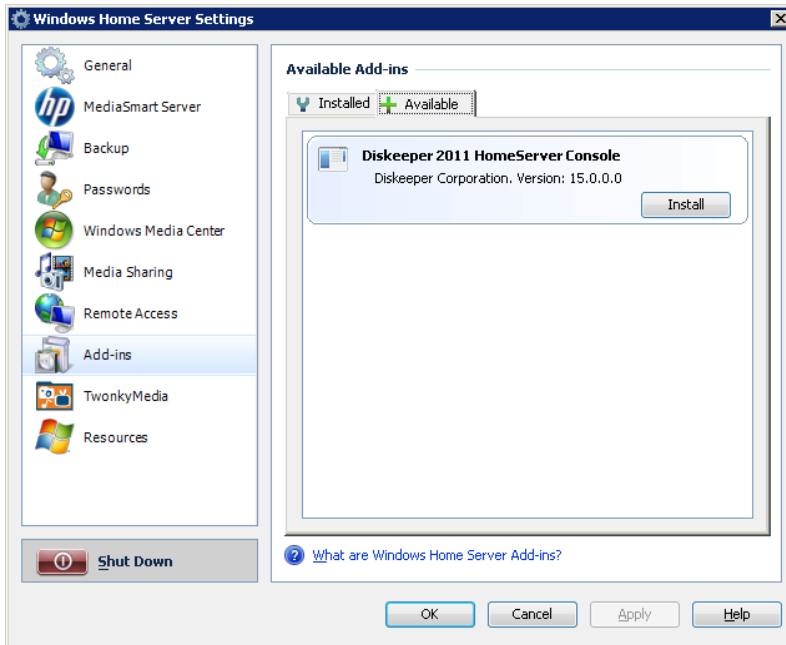 Windows Home Server Settings
General
MediaSmart Server
Backup
Passwords
Windows Media Center
Media Sharing
Remote Access
Add-ins
TwonkyMedia
Resources
Shut Down
Available Add-ins
Installed
Available
Diskeeper 2011 HomeServer Console
Diskeeper Corporation. Version: 15.0.0.0
Install
What are Windows Home Server Add-ins?
OK
Cancel
Apply
Help